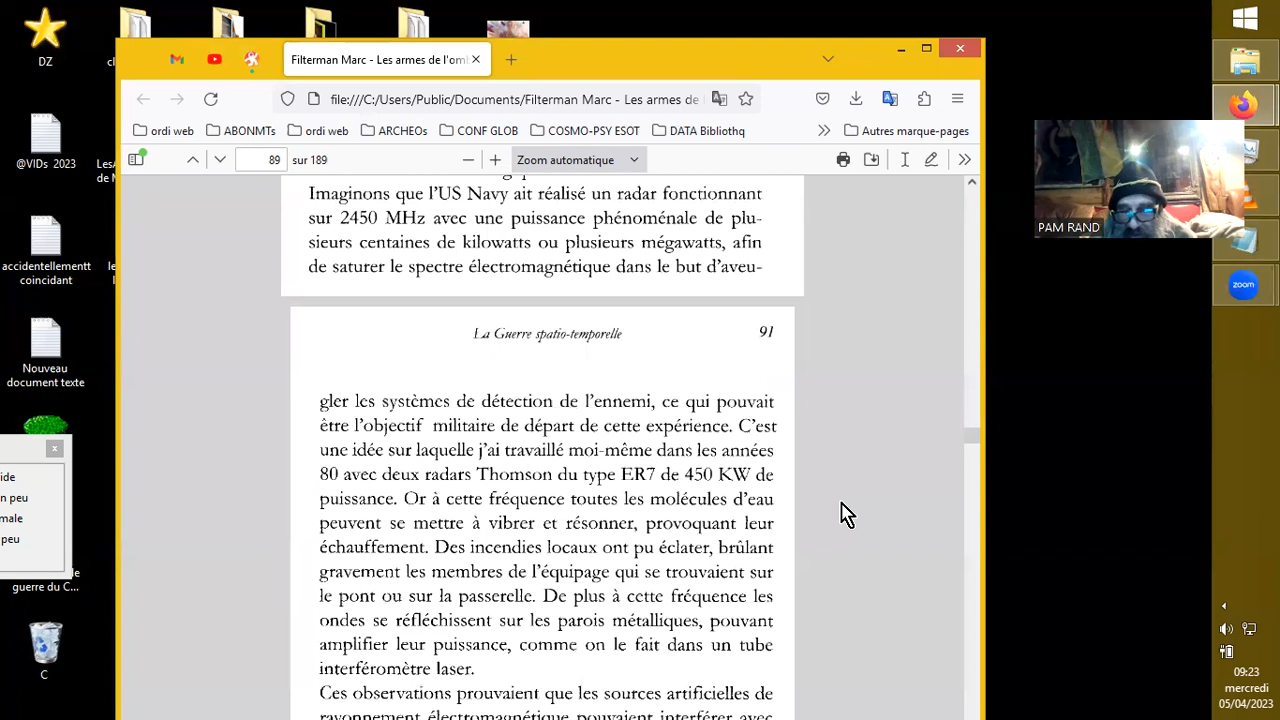 DZ
@VIDs 2023
accidentellementt
coincidant
Nouveau
document texte
ide
n peu
male
peu
guerre du C...
C
Filterman Marc - Les armes de l'om
file:///C:/Users/Public/Documents/Filterman Marc - Les armes de
ordi web
ABONMTs
ordi web
ARCHEOs
CONF GLOB
COSMO-PSY ESOT
DATA Bibliothq
Autres marque-pages
89 sur 189
Zoom automatique
Imaginons que l'US Navy ait réalisé un radar fonctionnant
sur 2450 MHz avec une puissance phénoménale de plu-
sieurs centaines de kilowatts ou plusieurs mégawatts, afin
de saturer le spectre électromagnétique dans le but d'aveu-
La Guerre spatio-temporelle 91
gler les systèmes de détection de l'ennemi, ce qui pouvait
être l'objectif militaire de départ de cette expérience. C'est
une idée sur laquelle j'ai travaillé moi-même dans les années
80 avec deux radars Thomson du type ER7 de 450 KW de
puissance. Or à cette fréquence toutes les molécules d'eau
peuvent se mettre à vibrer et résonner, provoquant leur
échauffement. Des incendies locaux ont pu éclater, brûlant
gravement les membres de l'équipage qui se trouvaient sur
le pont ou sur la passerelle. De plus à cette fréquence les
ondes se réfléchissent sur les parois métalliques, pouvant
amplifier leur puissance, comme on le fait dans un tube
interféromètre laser.
Ces observations prouvaient que les sources artificielles de
rayonnement électromagnétique pouvaient interférer avec
PAM RAND
zoom
09:23
mercredi
05/04/2023